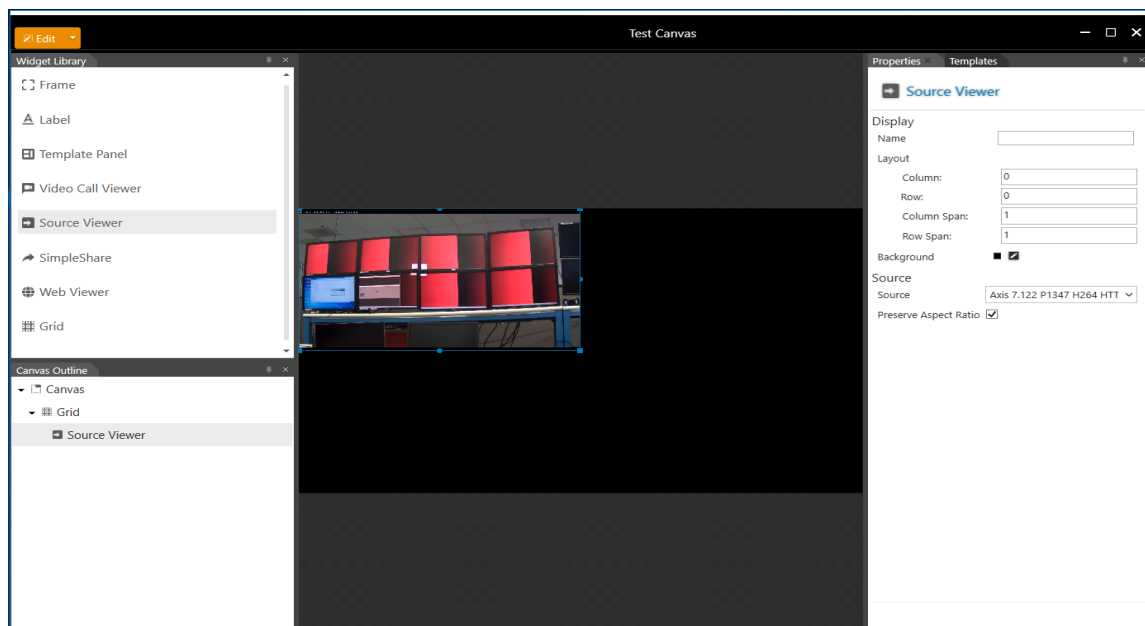 Edit
Test Canvas
Widget Library
Frame
Label
Template Panel
Video Call Viewer
Source Viewer
SimpleShare
Web Viewer
Grid
Canvas Outline
Canvas
Grid
Source Viewer
Properties
Templates
Source Viewer
Display
Name
Layout
Column: 0
Row: 0
Column Span: 1
Row Span: 1
Background
Source
Source Axis 7.122 P1347 H264 HTT
Preserve Aspect Ratio